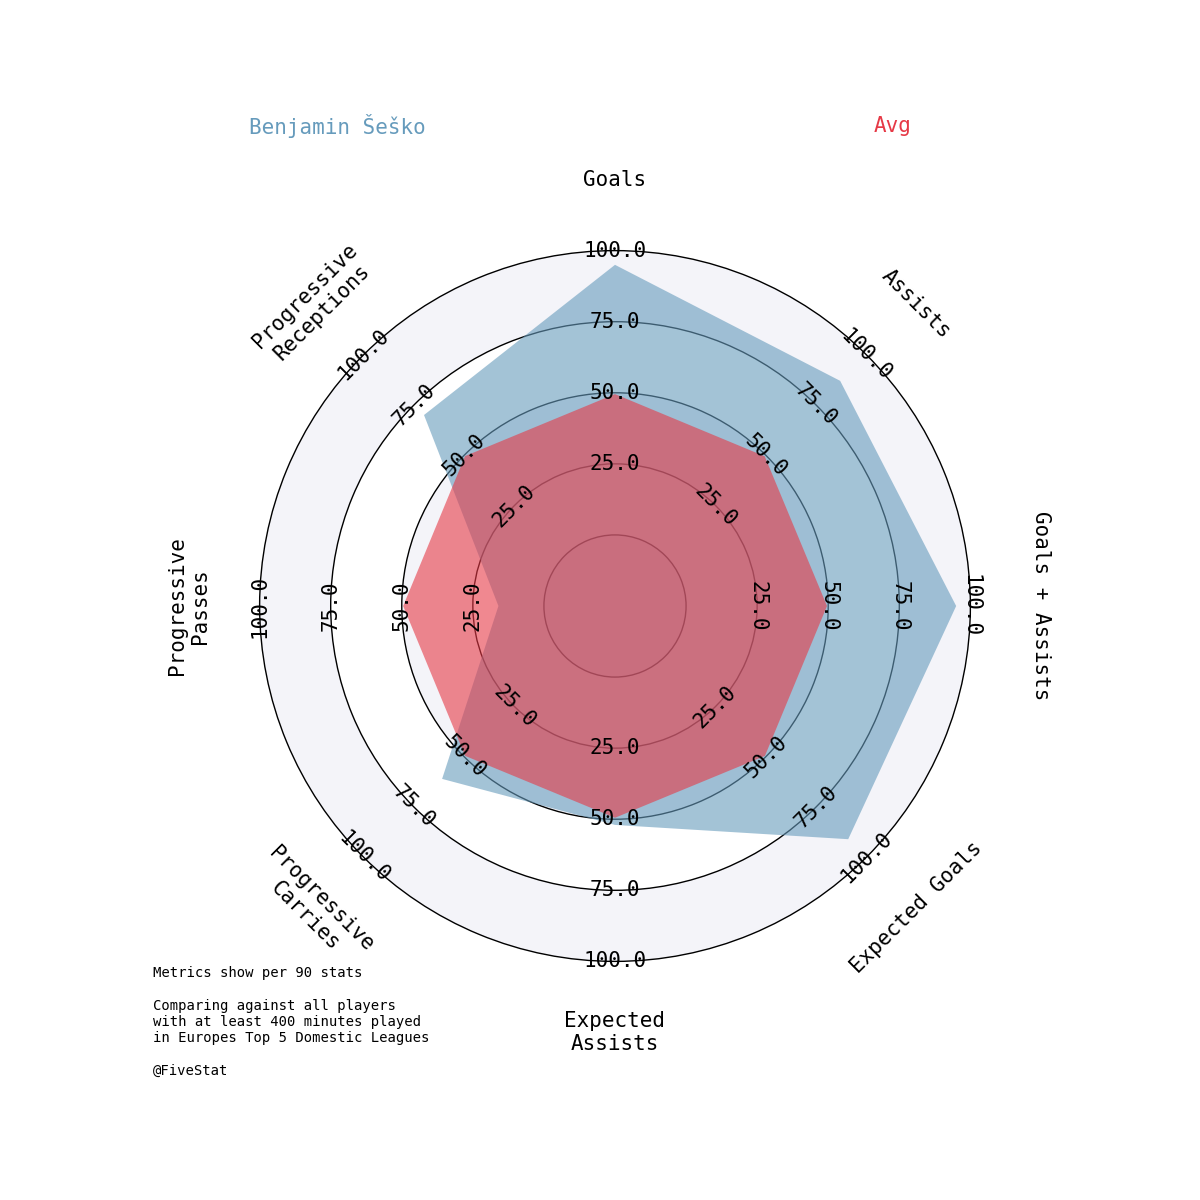 Benjamin Šeško
Avg
Goals
Assists
Goals + Assists
Expected Goals
Expected
Assists
Progressive
Carries
Progressive
Passes
Progressive
Receptions
25.0
50.0
75.0
100.0
25.0
50.0
75.0
100.0
25.0
50.0
75.0
100.0
25.0
50.0
75.0
100.0
25.0
50.0
75.0
100.0
25.0
50.0
75.0
100.0
25.0
50.0
75.0
100.0
25.0
50.0
75.0
100.0
Metrics show per 90 stats
Comparing against all players
with at least 400 minutes played
in Europes Top 5 Domestic Leagues
@FiveStat